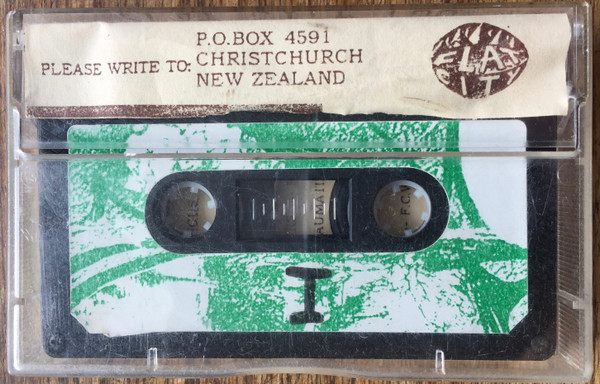 P.O.BOX 4591
PLEASE WRITE TO: CHRISTCHURCH
NEW ZEALAND
I